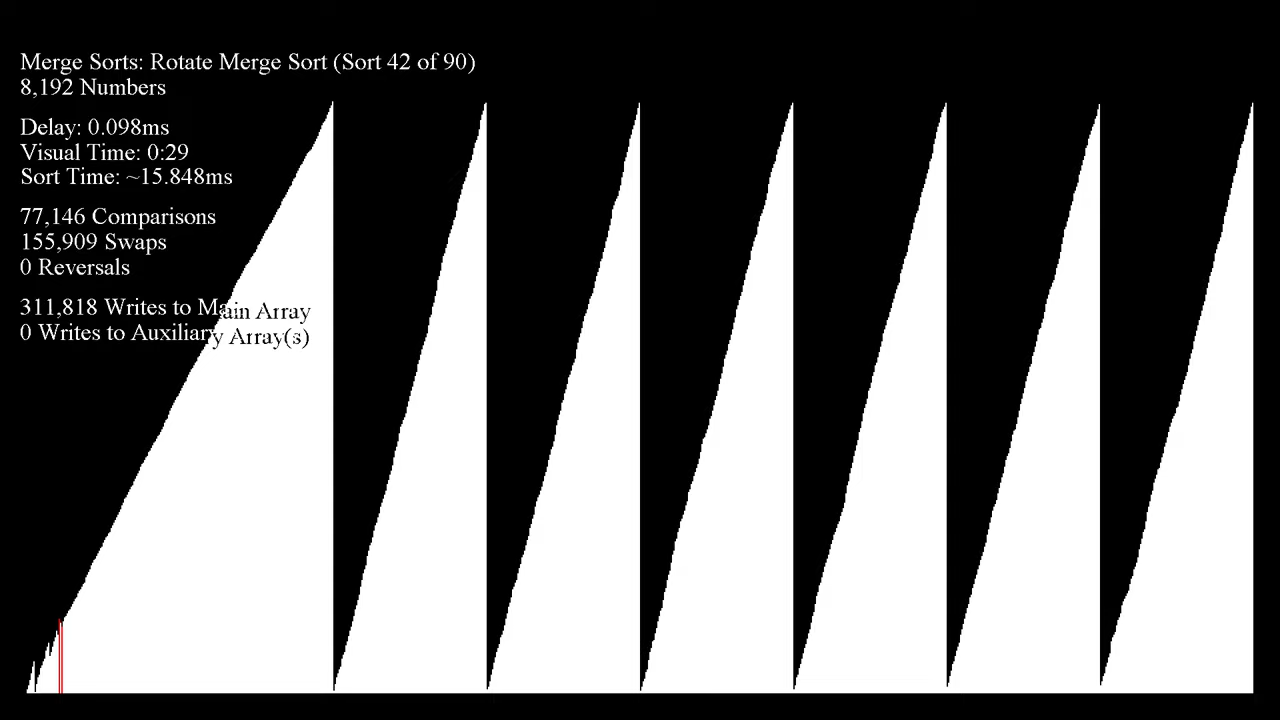 Merge Sorts: Rotate Merge Sort (Sort 42 of 90)
8,192 Numbers
Delay: 0.098ms
Visual Time: 0:29
Sort Time: ~15.848ms
77,146 Comparisons
155,909 Swaps
0 Reversals
311,818 Writes to Main Array
0 Writes to Auxiliary Array(s)